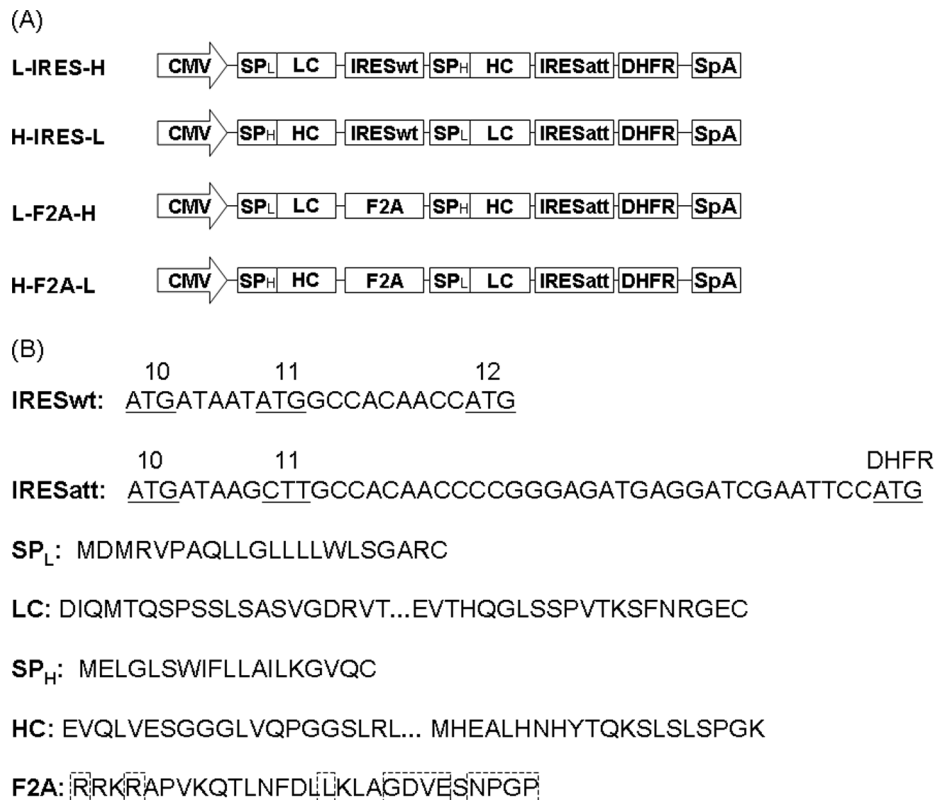 (A)
L-IRES-H CMV SPL LC IRESwt SPH HC IRESatt DHFR SpA
H-IRES-L CMV SPH HC IRESwt SPL LC IRESatt DHFR SpA
L-F2A-H CMV SPL LC F2A SPH HC IRESatt DHFR SpA
H-F2A-L CMV SPH HC F2A SPL LC IRESatt DHFR SpA
(B)
10 11 12
IRESwt: ATGATAATATGGCCACAACCATG
10 11 DHFR
IRESatt: ATGATAAGCTTGCCACAACCCCGGGAGATGAGGATCGAATTCCATG
SPL: MDMRVPAQLLGLLLLWLSGARC
LC: DIQMTQSPSSLSASVGDRVT...EVTHQGLSSPVTKSFNRGEC
SPH: MELGLSWIFLLAILKGVQC
HC: EVQLVESGGGLVQPGGSLRL... MHEALHNHYTQKSLSLSPGK
F2A: RRKRAPVKQTLNFDLLKLAGDVESNPGP